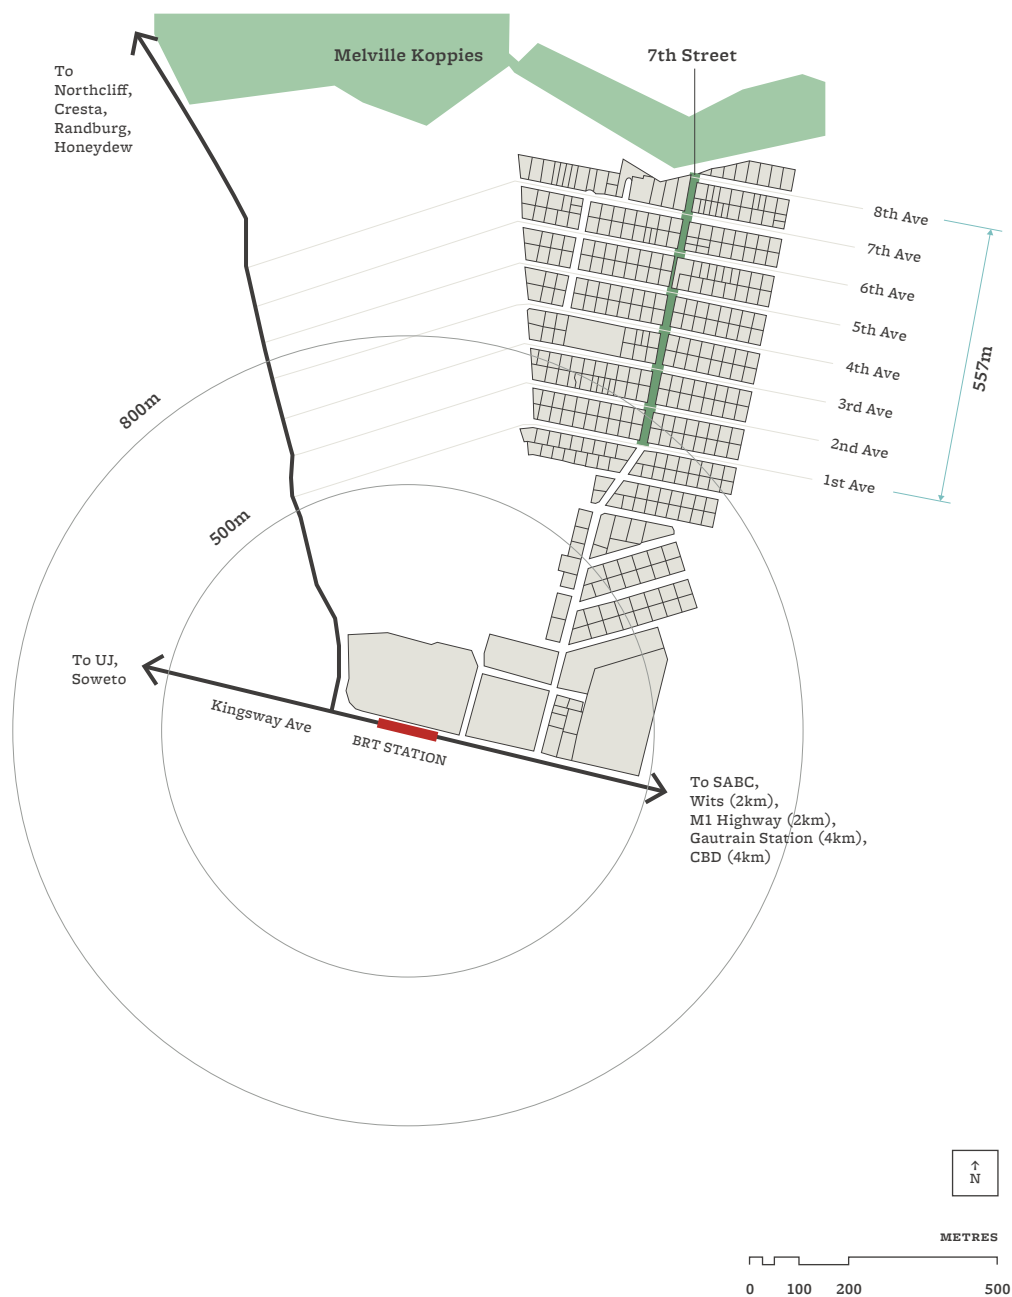 Melville Koppies
7th Street
To
Northcliff,
Cresta,
Randburg,
Honeydew
8th Ave
7th Ave
6th Ave
5th Ave
4th Ave
3rd Ave
2nd Ave
1st Ave
557m
800m
500m
To UJ,
Soweto
Kingsway Ave
BRT STATION
To SABC,
Wits (2km),
M1 Highway (2km),
Gautrain Station (4km),
CBD (4km)
N
METRES
0 100 200 500